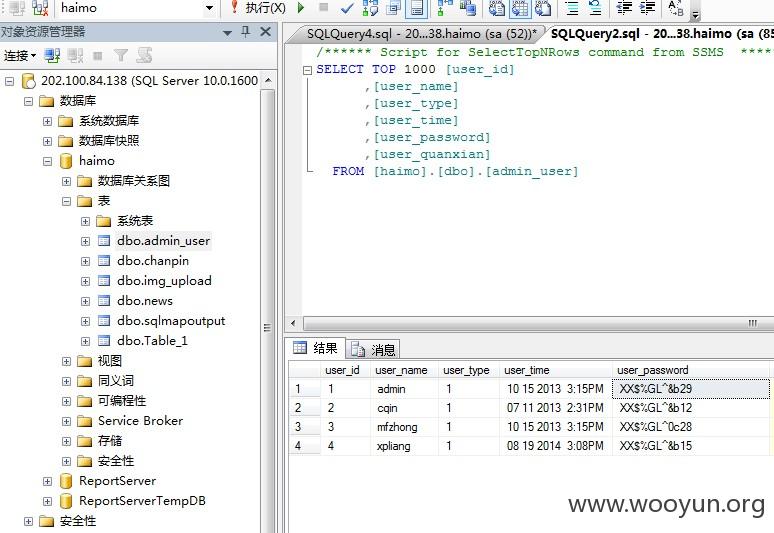 haimo
执行(X)
对象资源管理器
连接
202.100.84.138 (SQL Server 10.0.1600
数据库
系统数据库
数据库快照
haimo
数据库关系图
表
系统表
dbo.admin_user
dbo.chanpin
dbo.img_upload
dbo.news
dbo.sqlmapoutput
dbo.Table_1
视图
同义词
可编程性
Service Broker
存储
安全性
ReportServer
ReportServerTempDB
安全性
SQLQuery4.sql - 20...38.haimo (sa (52))*
SQLQuery2.sql - 20...38.haimo (sa (85
/****** Script for SelectTopNRows command from SSMS *****
SELECT TOP 1000 [user_id]
,[user_name]
,[user_type]
,[user_time]
,[user_password]
,[user_quanxian]
FROM [haimo].[dbo].[admin_user]
结果 消息
user_id user_name user_type user_time user_password
1 1 admin 1 10 15 2013 3:15PM XX$%GL^&b29
2 2 cqin 1 07 11 2013 2:31PM XX$%GL^&b12
3 3 mfzhong 1 10 15 2013 3:15PM XX$%GL^0c28
4 4 xpliang 1 08 19 2014 3:08PM XX$%GL^&b15
www.wooyun.org